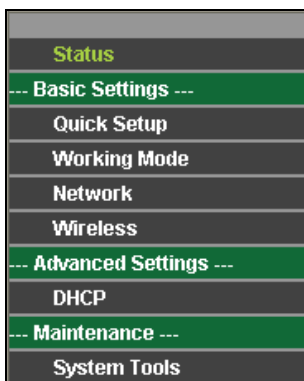 Status
--- Basic Settings ---
Quick Setup
Working Mode
Network
Wireless
--- Advanced Settings ---
DHCP
--- Maintenance ---
System Tools